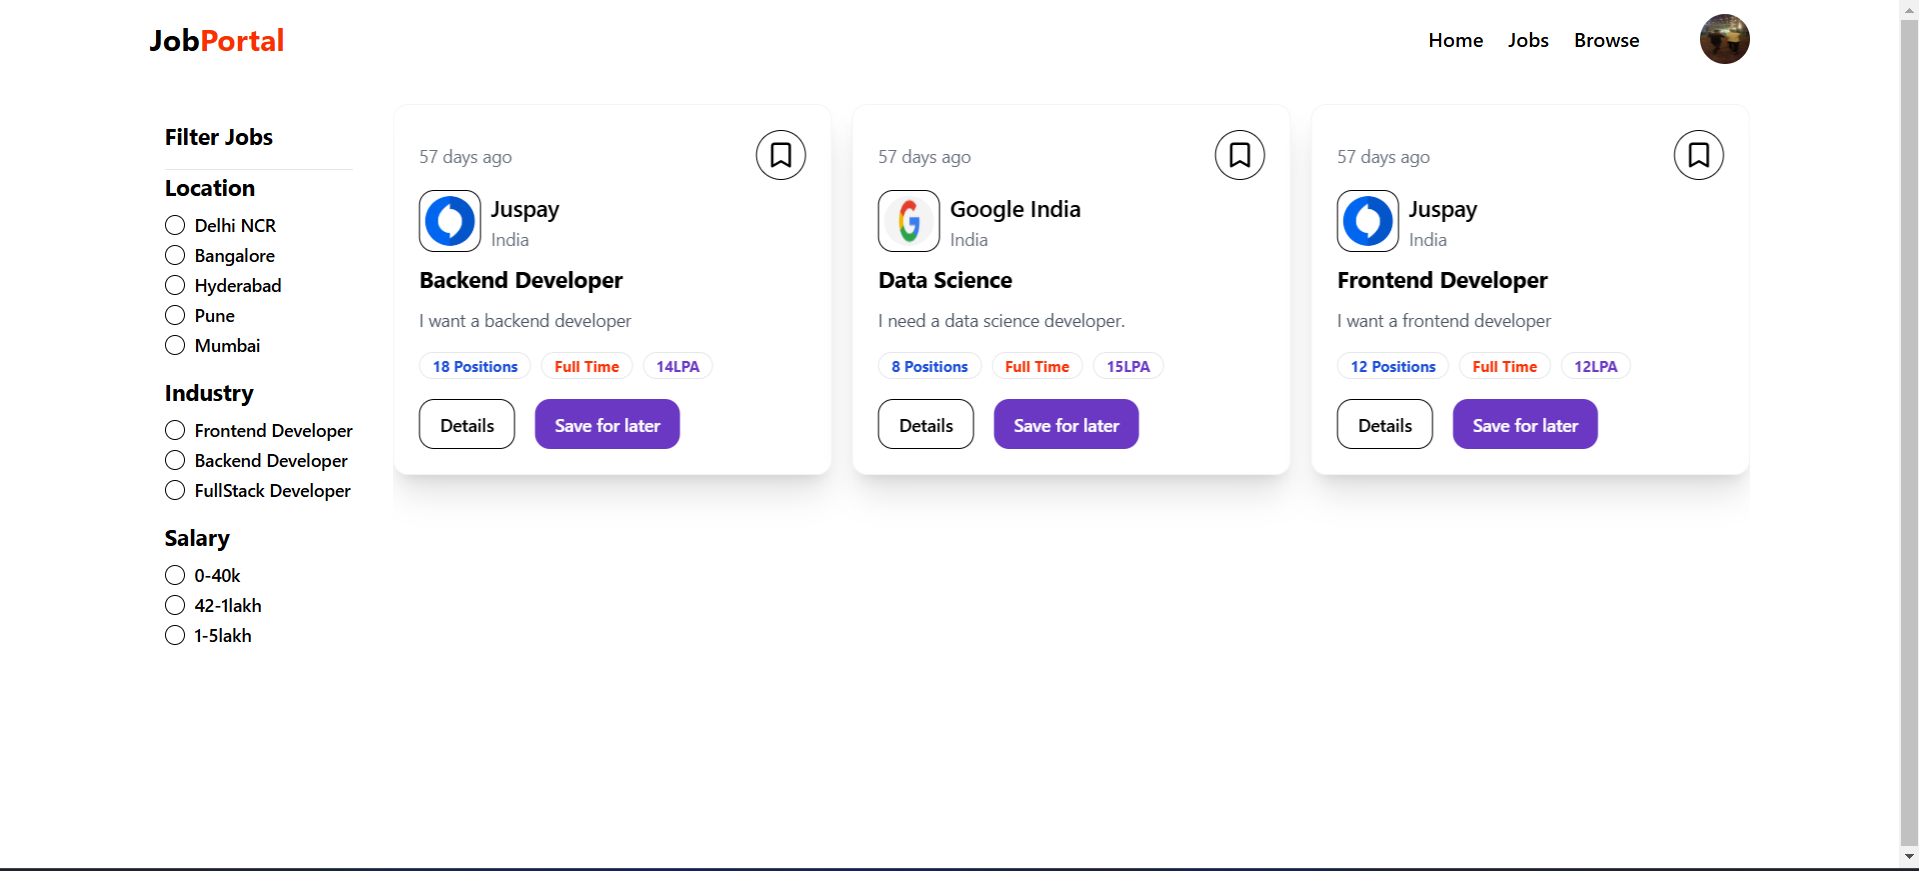 JobPortal
Home Jobs Browse
Filter Jobs
Location
Delhi NCR
Bangalore
Hyderabad
Pune
Mumbai
Industry
Frontend Developer
Backend Developer
FullStack Developer
Salary
0-40k
42-1lakh
1-5lakh
57 days ago
Juspay
India
Backend Developer
I want a backend developer
18 Positions Full Time 14LPA
Details Save for later
57 days ago
Google India
India
Data Science
I need a data science developer.
8 Positions Full Time 15LPA
Details Save for later
57 days ago
Juspay
India
Frontend Developer
I want a frontend developer
12 Positions Full Time 12LPA
Details Save for later